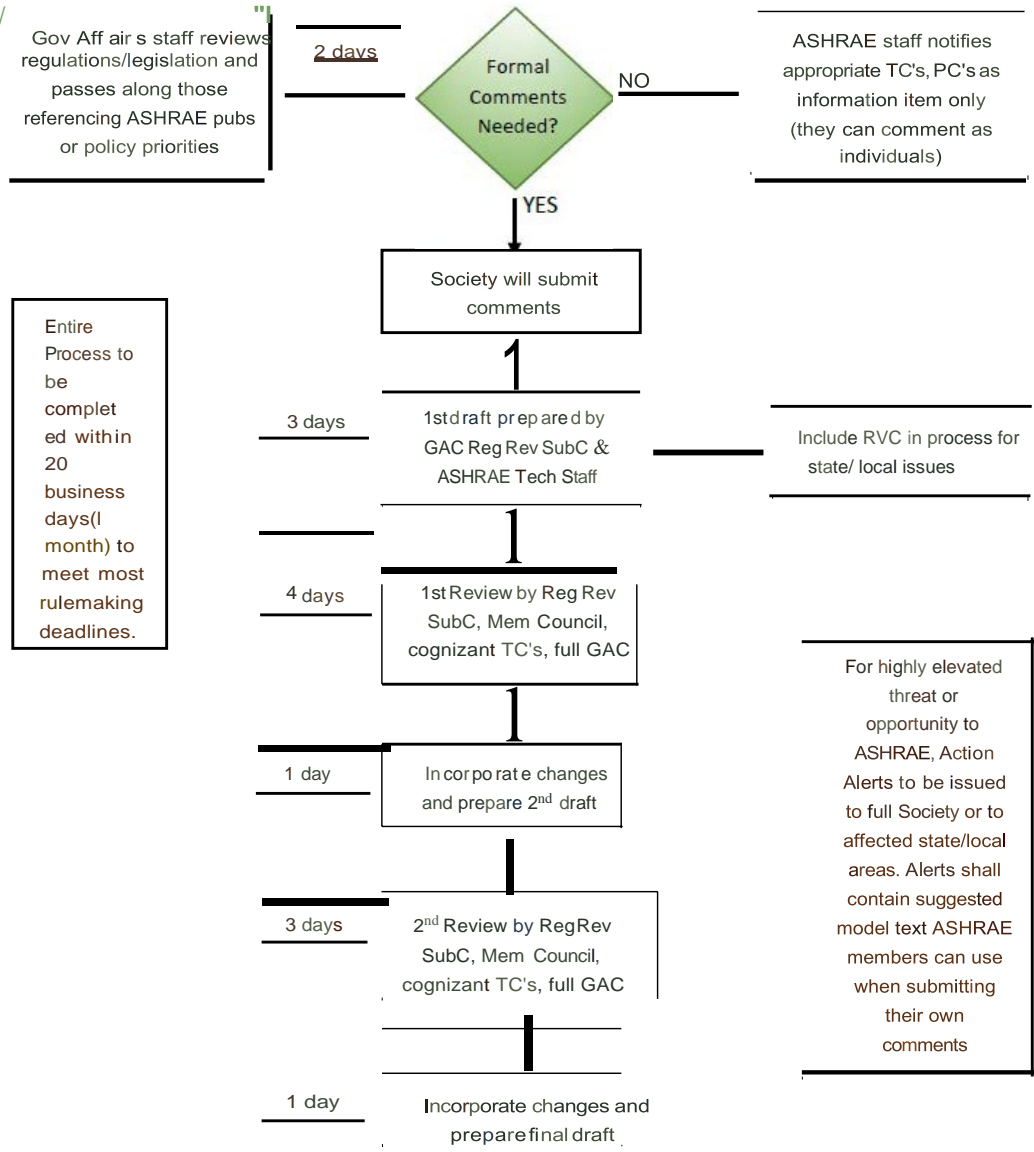 Gov Aff air s staff reviews
regulations/legislation and
passes along those
referencing ASHRAE pubs
or policy priorities
2 days
Formal
Comments
Needed?
NO
ASHRAE staff notifies
appropriate TC's, PC's as
information item only
(they can comment as
individuals)
YES
Society will submit
comments
Entire
Process to
be
complet
ed within
20
business
days(l
month) to
meet most
rulemaking
deadlines.
1
3 days
1st draft prepared by
GAC Reg Rev SubC &
ASHRAE Tech Staff
Include RVC in process for
state/ local issues
1
4 days
1st Review by Reg Rev
SubC, Mem Council,
cognizant TC's, full GAC
1
1 day
Incorporate changes
and prepare 2nd draft
For highly elevated
threat or
opportunity to
ASHRAE, Action
Alerts to be issued
to full Society or to
affected state/local
areas. Alerts shall
contain suggested
model text ASHRAE
members can use
when submitting
their own
comments
3 days
2nd Review by RegRev
SubC, Mem Council,
cognizant TC's, full GAC
1 day
Incorporate changes and
prepare final draft